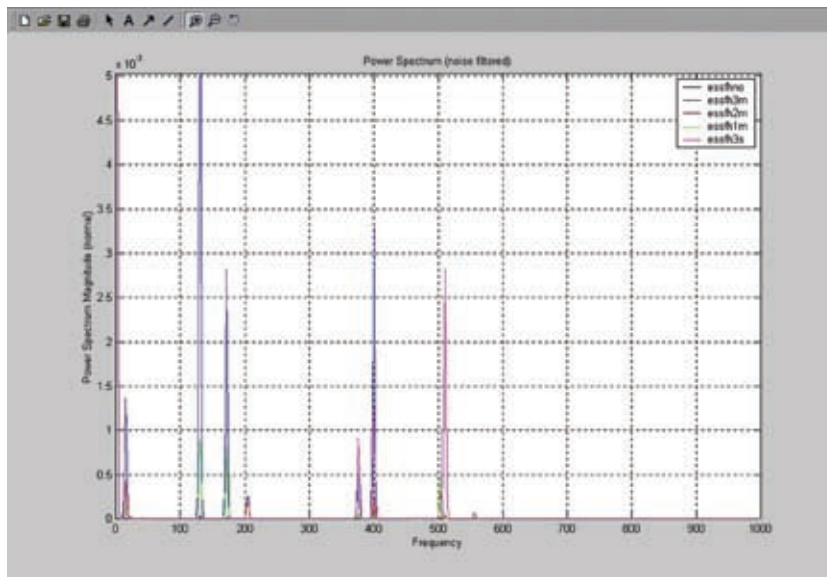 A
Power Spectrum (noise filtered)
x 10⁻³
5
4.5
4
3.5
3
2.5
2
1.5
1
0.5
0
Power Spectrum Magnitude (normal)
0 100 200 300 400 500 600 700 800 900 1000
Frequency
essfh3m
essfh2m
essfh1m
essfh3s